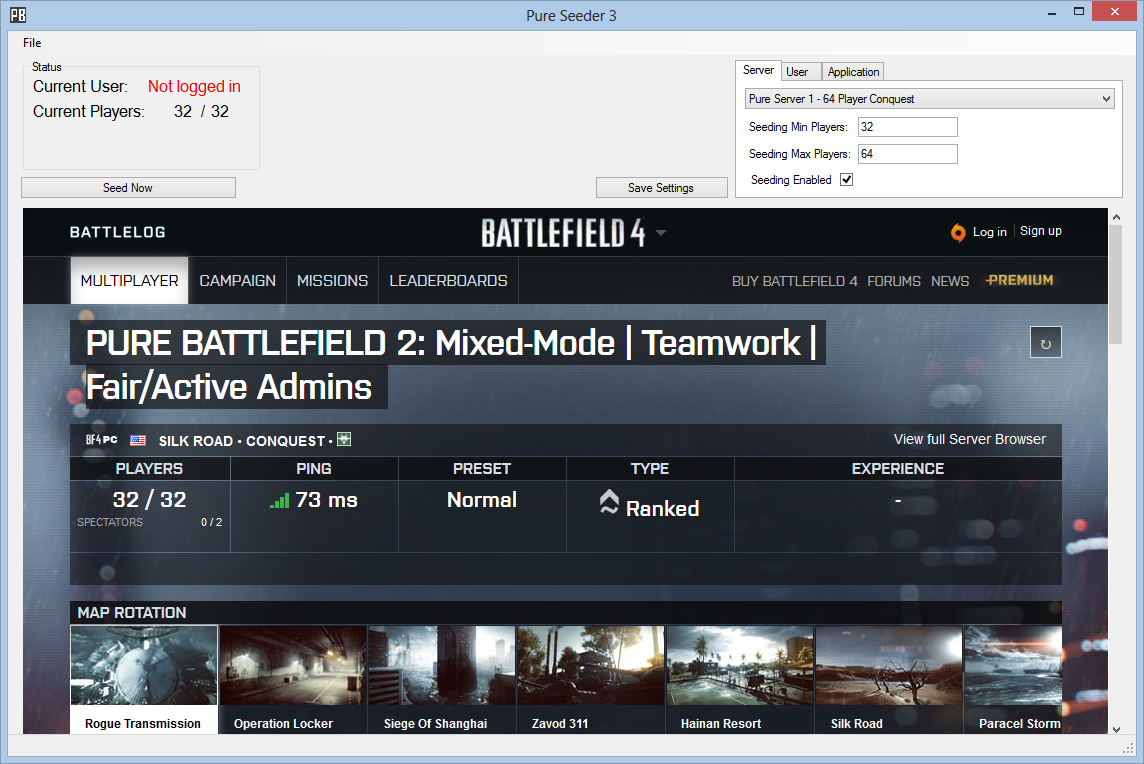 PB
Pure Seeder 3
File
Status
Current User: Not logged in
Current Players: 32 / 32
Seed Now
Save Settings
Server User Application
Pure Server 1 - 64 Player Conquest
Seeding Min Players: 32
Seeding Max Players: 64
Seeding Enabled
BATTLELOG
BATTLEFIELD 4
Log in Sign up
MULTIPLAYER CAMPAIGN MISSIONS LEADERBOARDS
BUY BATTLEFIELD 4 FORUMS NEWS PREMIUM
PURE BATTLEFIELD 2: Mixed-Mode | Teamwork |
Fair/Active Admins
BF4 PC SILK ROAD • CONQUEST •
View full Server Browser
PLAYERS PING PRESET TYPE EXPERIENCE
32 / 32 73 ms Normal Ranked -
SPECTATORS 0 / 2
MAP ROTATION
Rogue Transmission Operation Locker Siege Of Shanghai Zavod 311 Hainan Resort Silk Road Paracel Storm